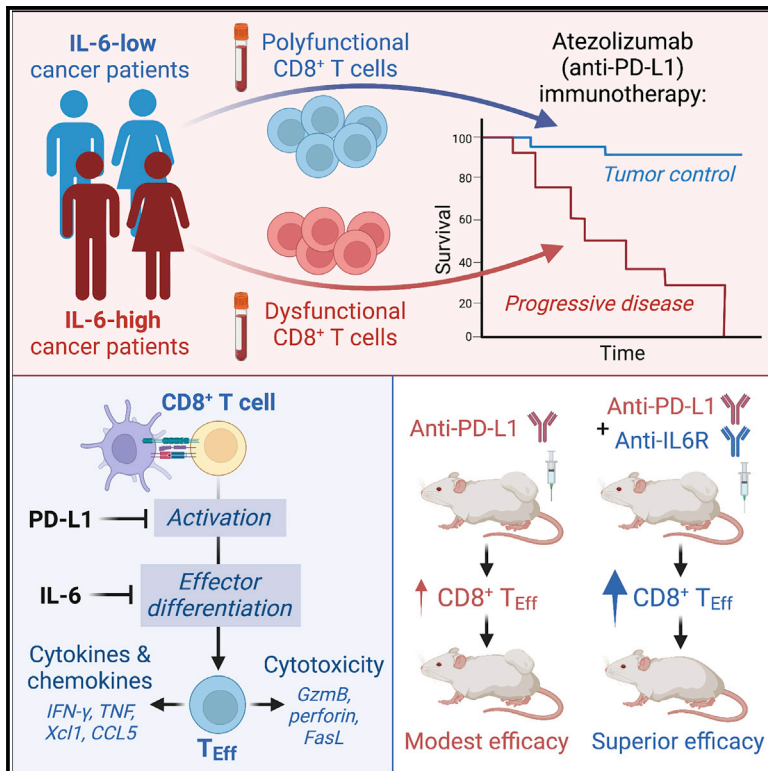 IL-6-low
cancer patients
Polyfunctional
CD8⁺ T cells
Atezolizumab
(anti-PD-L1)
immunotherapy:
IL-6-high
cancer patients
Dysfunctional
CD8⁺ T cells
Survival
100
80
60
40
20
0
Tumor control
Progressive disease
Time
CD8⁺ T cell
PD-L1
Activation
IL-6
Effector
differentiation
Cytokines &
chemokines
IFN-γ, TNF,
Xcl1, CCL5
Cytotoxicity
GzmB,
perforin,
FasL
T_Eff
Anti-PD-L1
Anti-PD-L1
+
Anti-IL6R
CD8⁺ T_Eff
CD8⁺ T_Eff
Modest efficacy
Superior efficacy